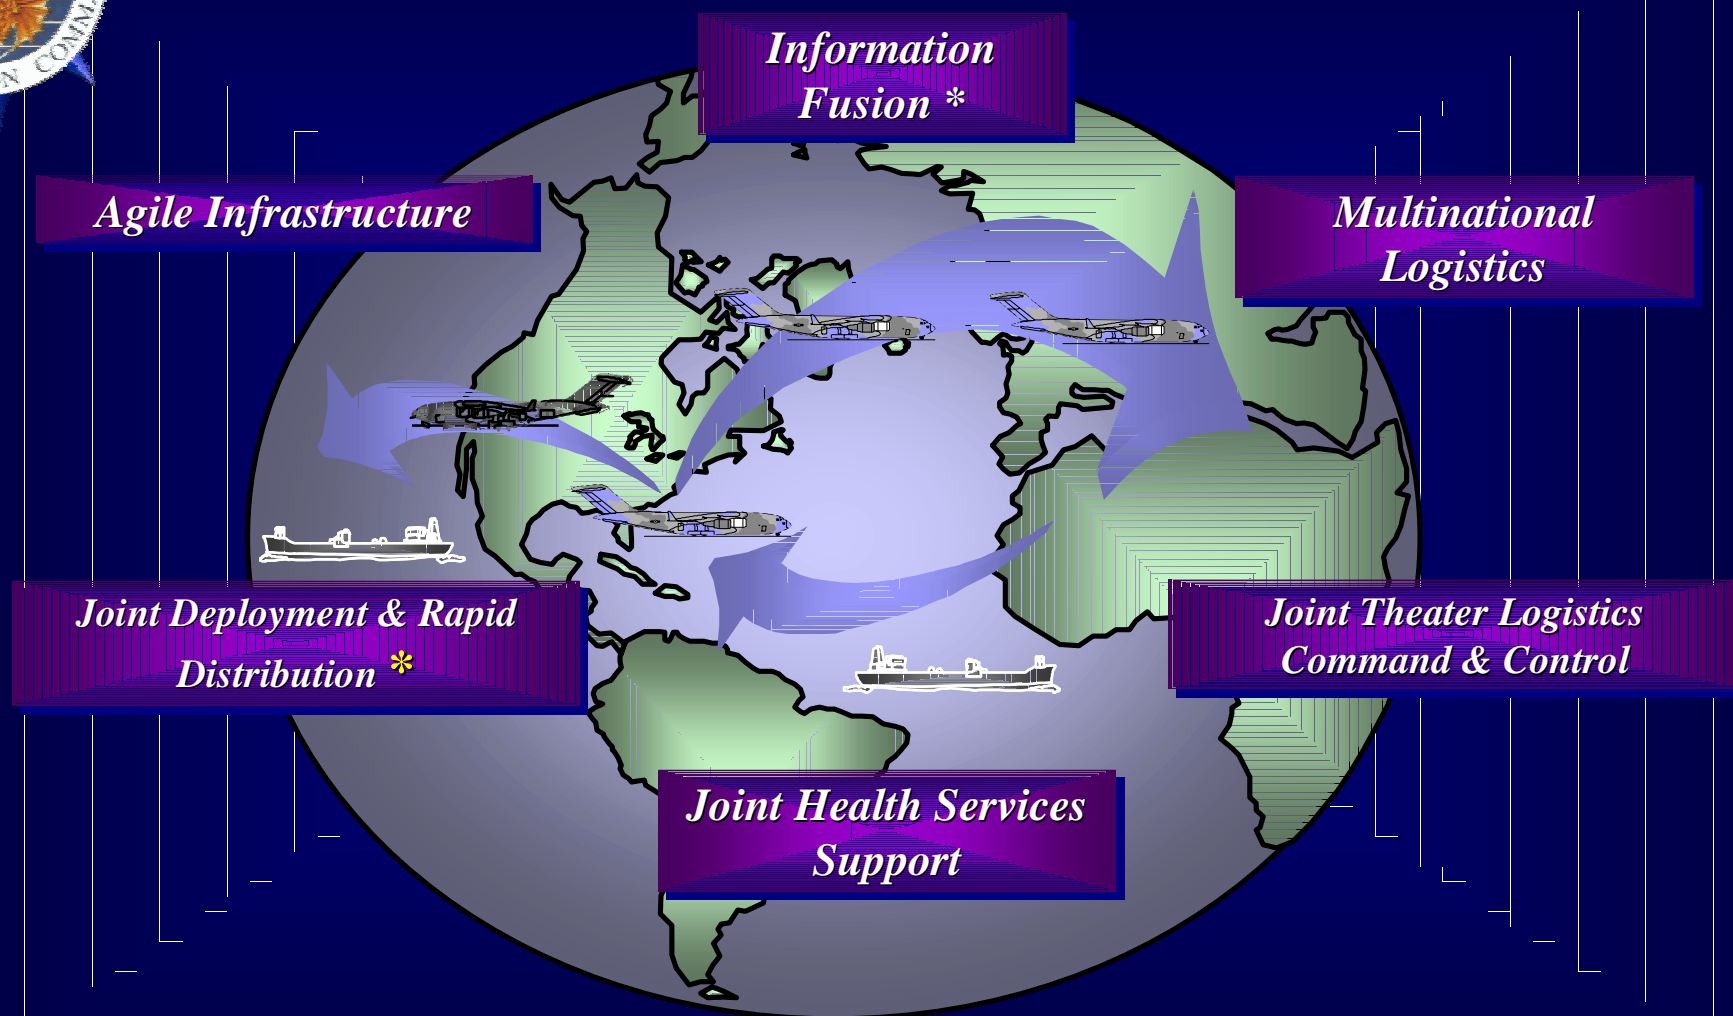 N COMMA
Information
Fusion *
Agile Infrastructure
Multinational
Logistics
Joint Deployment & Rapid
Distribution *
Joint Theater Logistics
Command & Control
Joint Health Services
Support